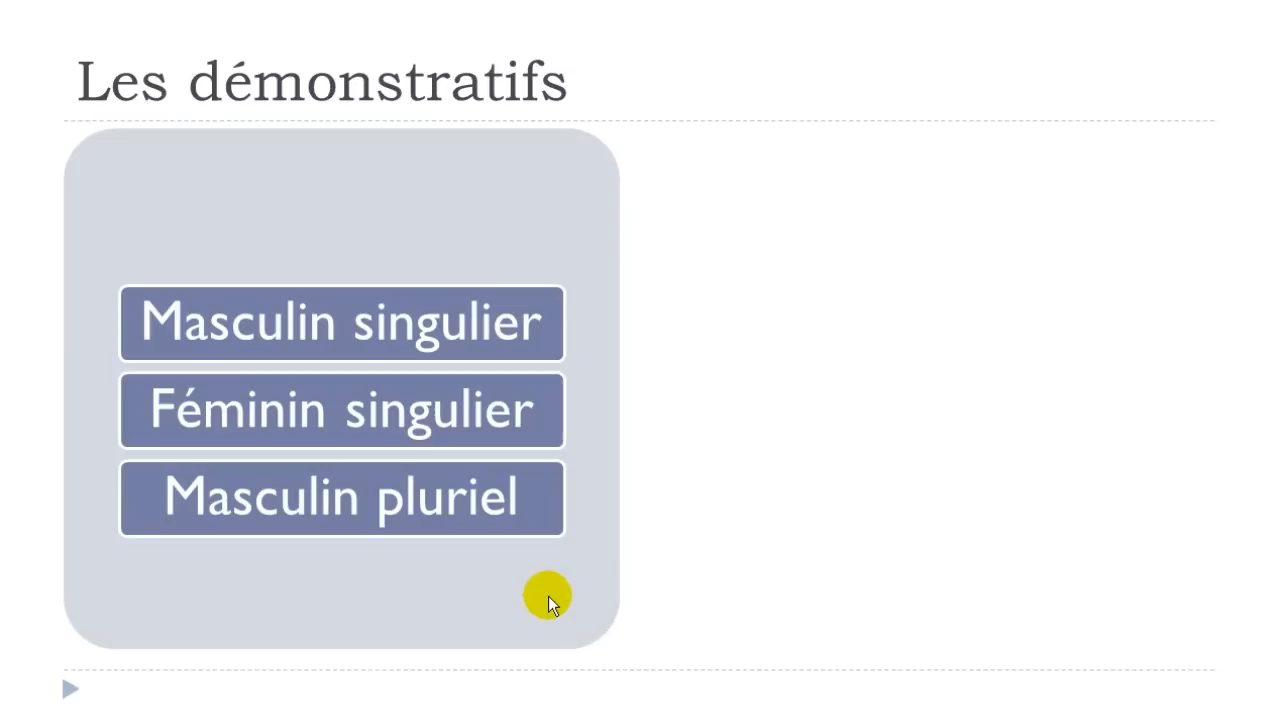 Les démonstratifs
Masculin singulier
Féminin singulier
Masculin pluriel